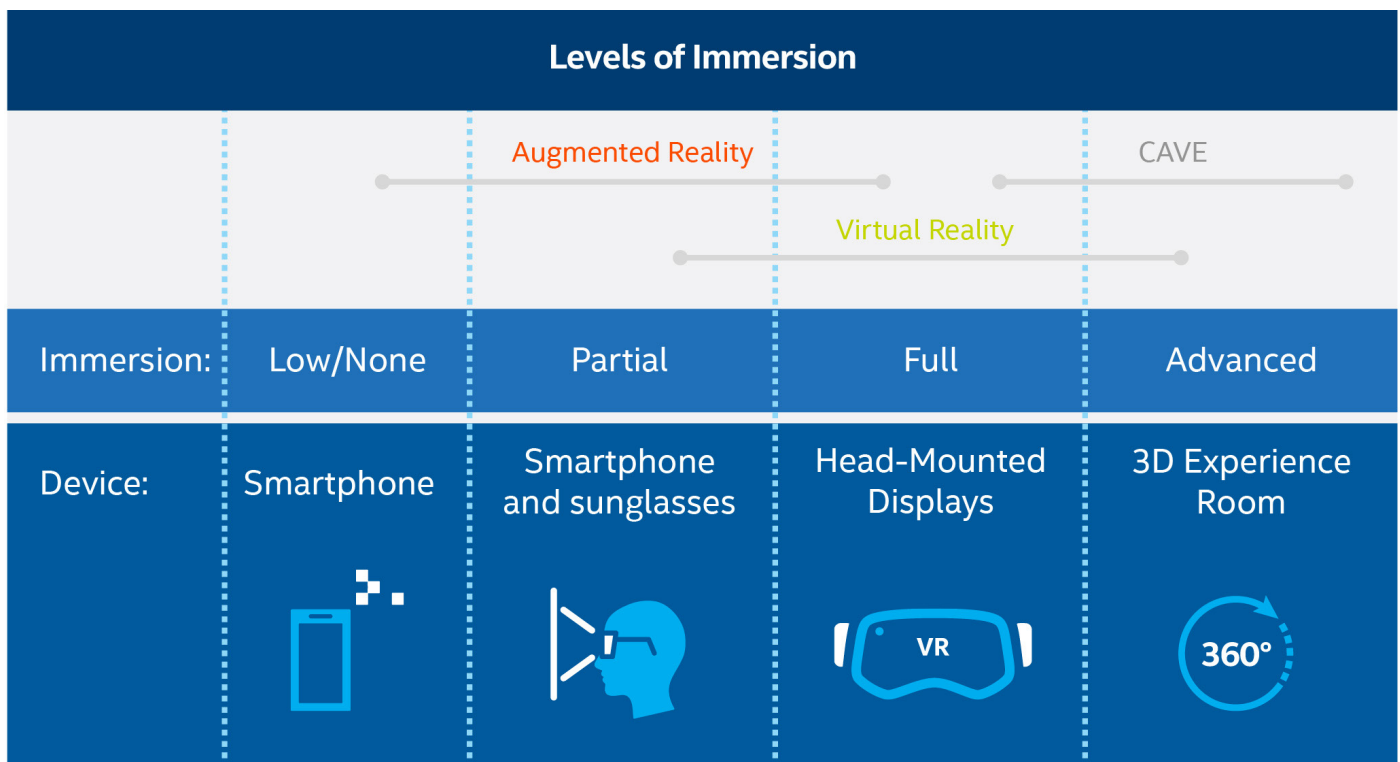 Levels of Immersion
Augmented Reality
CAVE
Virtual Reality
Immersion:
Low/None
Partial
Full
Advanced
Device:
Smartphone
Smartphone
and sunglasses
Head-Mounted
Displays
3D Experience
Room
VR
360°